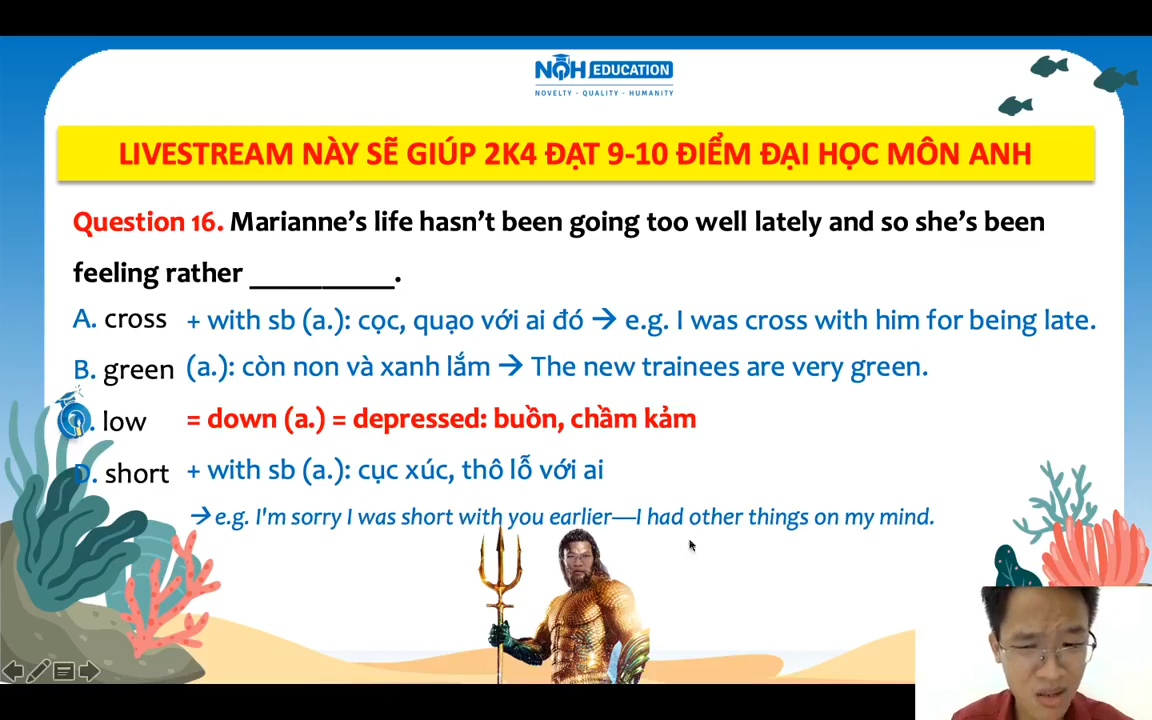 NQH EDUCATION
NOVELTY - QUALITY - HUMANITY
LIVESTREAM NÀY SẼ GIÚP 2K4 ĐẠT 9-10 ĐIỂM ĐẠI HỌC MÔN ANH
Question 16. Marianne’s life hasn’t been going too well lately and so she’s been
feeling rather __________.
A. cross + with sb (a.): cọc, quạo với ai đó → e.g. I was cross with him for being late.
B. green (a.): còn non và xanh lắm → The new trainees are very green.
. low = down (a.) = depressed: buồn, chầm kảm
D. short + with sb (a.): cục xúc, thô lỗ với ai
→ e.g. I'm sorry I was short with you earlier—I had other things on my mind.